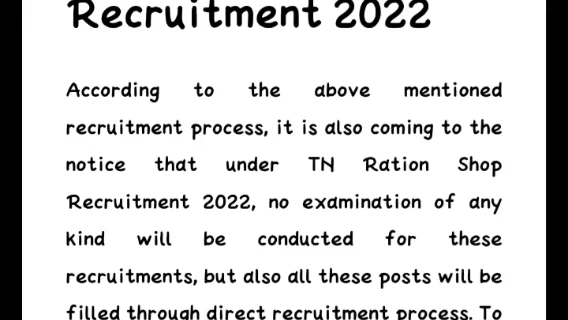 Recruitment 2022
According to the above mentioned
recruitment process, it is also coming to the
notice that under TN Ration Shop
Recruitment 2022, no examination of any
kind will be conducted for these
recruitments, but also all these posts will be
filled through direct recruitment process. To